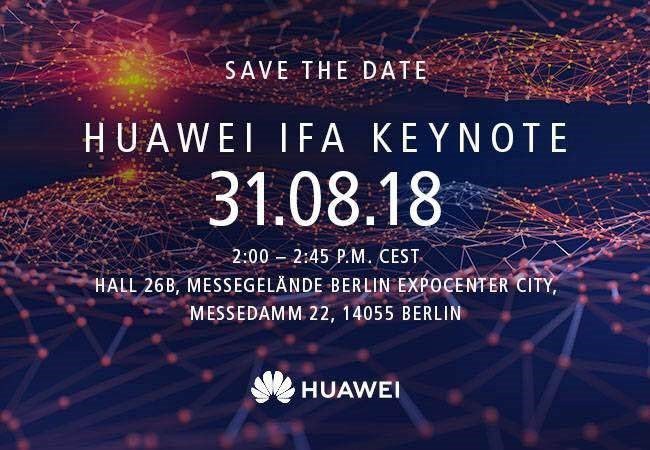 SAVE THE DATE
HUAWEI IFA KEYNOTE
31.08.18
2:00 – 2:45 P.M. CEST
HALL 26B, MESSEGELÄNDE BERLIN EXPOCENTER CITY,
MESSEDAMM 22, 14055 BERLIN
HUAWEI